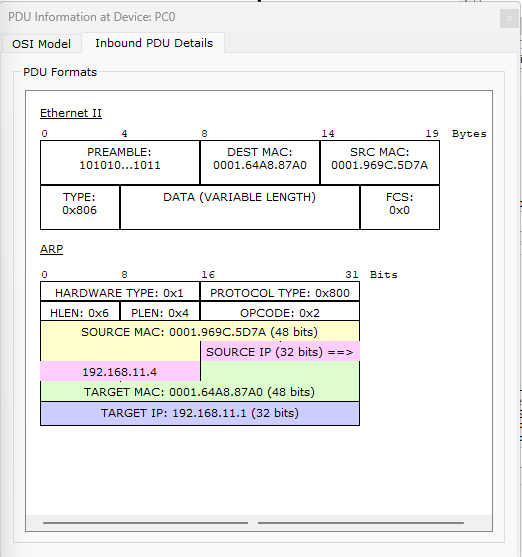 PDU Information at Device: PC0
x
OSI Model Inbound PDU Details
PDU Formats
Ethernet II
0 4 8 14 19 Bytes
PREAMBLE: DEST MAC: SRC MAC:
101010...1011 0001.64A8.87A0 0001.969C.5D7A
TYPE: DATA (VARIABLE LENGTH) FCS:
0x806 0x0
ARP
0 8 16 31 Bits
HARDWARE TYPE: 0x1 PROTOCOL TYPE: 0x800
HLEN: 0x6 PLEN: 0x4 OPCODE: 0x2
SOURCE MAC: 0001.969C.5D7A (48 bits)
SOURCE IP (32 bits) ==>
192.168.11.4
TARGET MAC: 0001.64A8.87A0 (48 bits)
TARGET IP: 192.168.11.1 (32 bits)